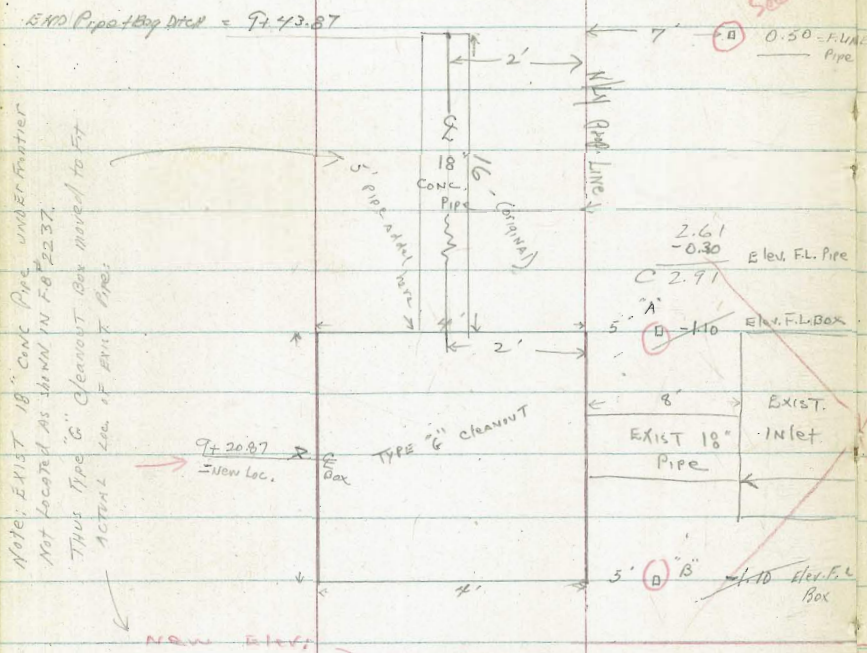 END Pipe + Beg Ditch = 9+43.87
7'
0.50 = F.LINE
Pipe
2'
N/LY Prop. Line
18"
CONC.
Pipe
16' (original)
5' pipe added here
Note: EXIST 18" CONC Pipe UNDER Frontier
Not Located As Shown IN F.B. 2237.
THUS Type "G" Cleanout Box moved to Fit
ACTUAL Loc. OF EXIST. Pipe.
2.61
-0.30
Elev. F.L. Pipe
C 2.91
"A"
5'
-1.10
Elev. F.L. BOX
4'
2'
8'
EXIST.
Inlet
EXIST 18"
Pipe
TYPE "G" CLEANOUT
9+20.87
= New Loc.
Box
5'
"B"
-1.10
Elev. F.L
Box
4'
New Elev: